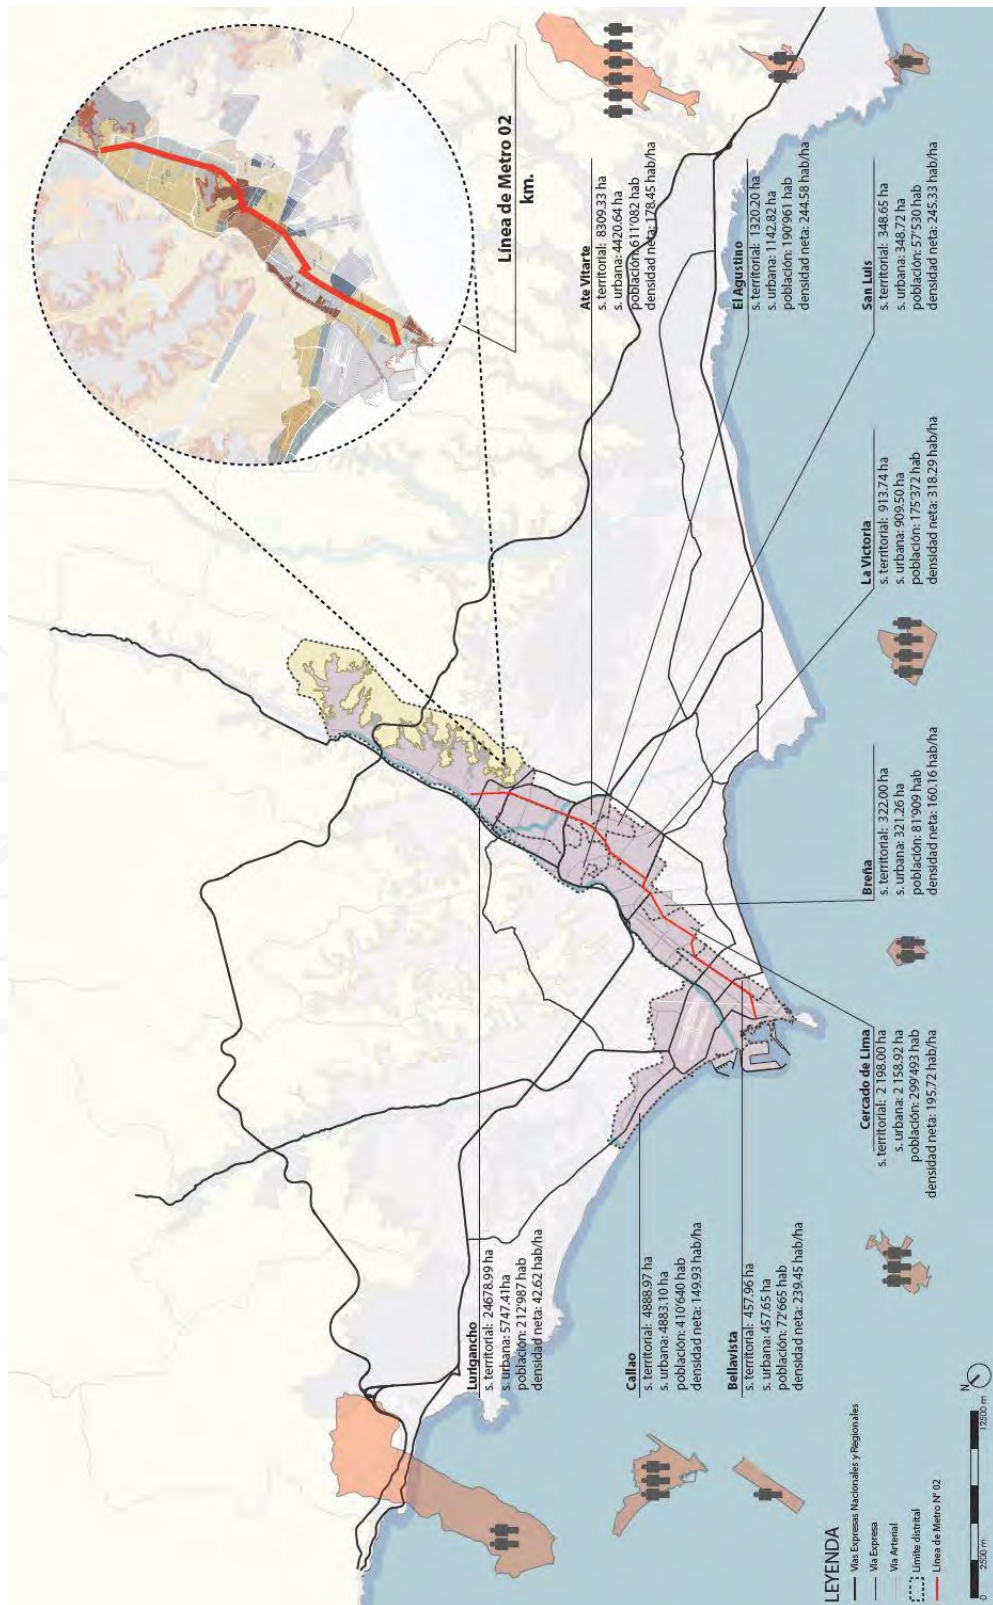 Línea de Metro 02
km.
Ate Vitarte
s. territorial: 8309.33 ha
s. urbana: 4420.64 ha
población: 611'082 hab
densidad neta: 178.45 hab/ha
El Agustino
s. territorial: 1320.20 ha
s. urbana: 1142.82 ha
población: 190'961 hab
densidad neta: 244.58 hab/ha
San Luis
s. territorial: 348.65 ha
s. urbana: 348.72 ha
población: 57'530 hab
densidad neta: 245.33 hab/ha
La Victoria
s. territorial: 913.74 ha
s. urbana: 909.50 ha
población: 175'372 hab
densidad neta: 318.29 hab/ha
Breña
s. territorial: 322.00 ha
s. urbana: 321.26 ha
población: 81'909 hab
densidad neta: 160.16 hab/ha
Cercado de Lima
s. territorial: 2 198.00 ha
s. urbana: 2 158.92 ha
población: 299'493 hab
densidad neta: 195.72 hab/ha
Lurigancho
s. territorial: 24678.99 ha
s. urbana: 5747.41 ha
población: 212'987 hab
densidad neta: 42.62 hab/ha
Callao
s. territorial: 4888.97 ha
s. urbana: 4883.10 ha
población: 410'640 hab
densidad neta: 149.93 hab/ha
Bellavista
s. territorial: 457.96 ha
s. urbana: 457.65 ha
población: 72'665 hab
densidad neta: 239.45 hab/ha
LEYENDA
Vías Expresas Nacionales y Regionales
Vía Expresa
Vía Arterial
Límite distrital
Línea de Metro N° 02
N
0 2500 m 12500 m